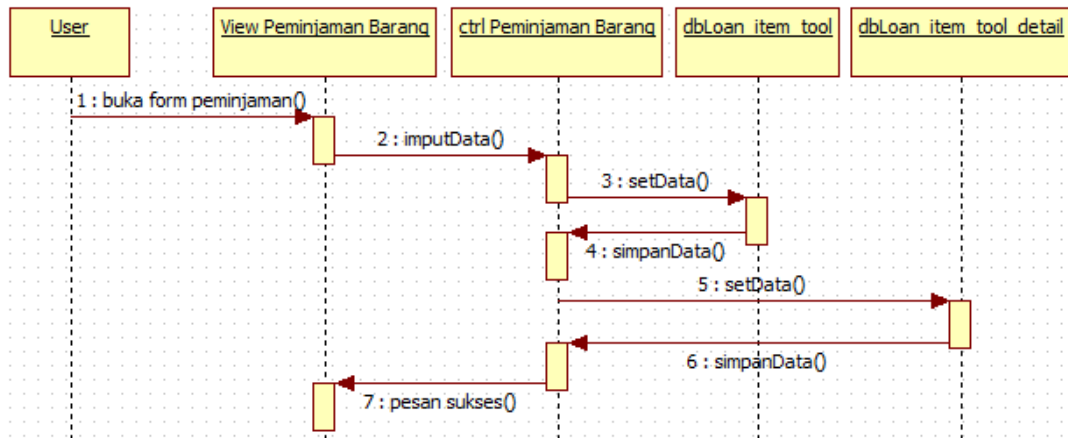 User
View Peminjaman Barang
ctrl Peminjaman Barang
dbLoan_item_tool
dbLoan_item_tool_detail
1 : buka form peminjaman()
2 : imputData()
3 : setData()
4 : simpanData()
5 : setData()
6 : simpanData()
7 : pesan sukses()